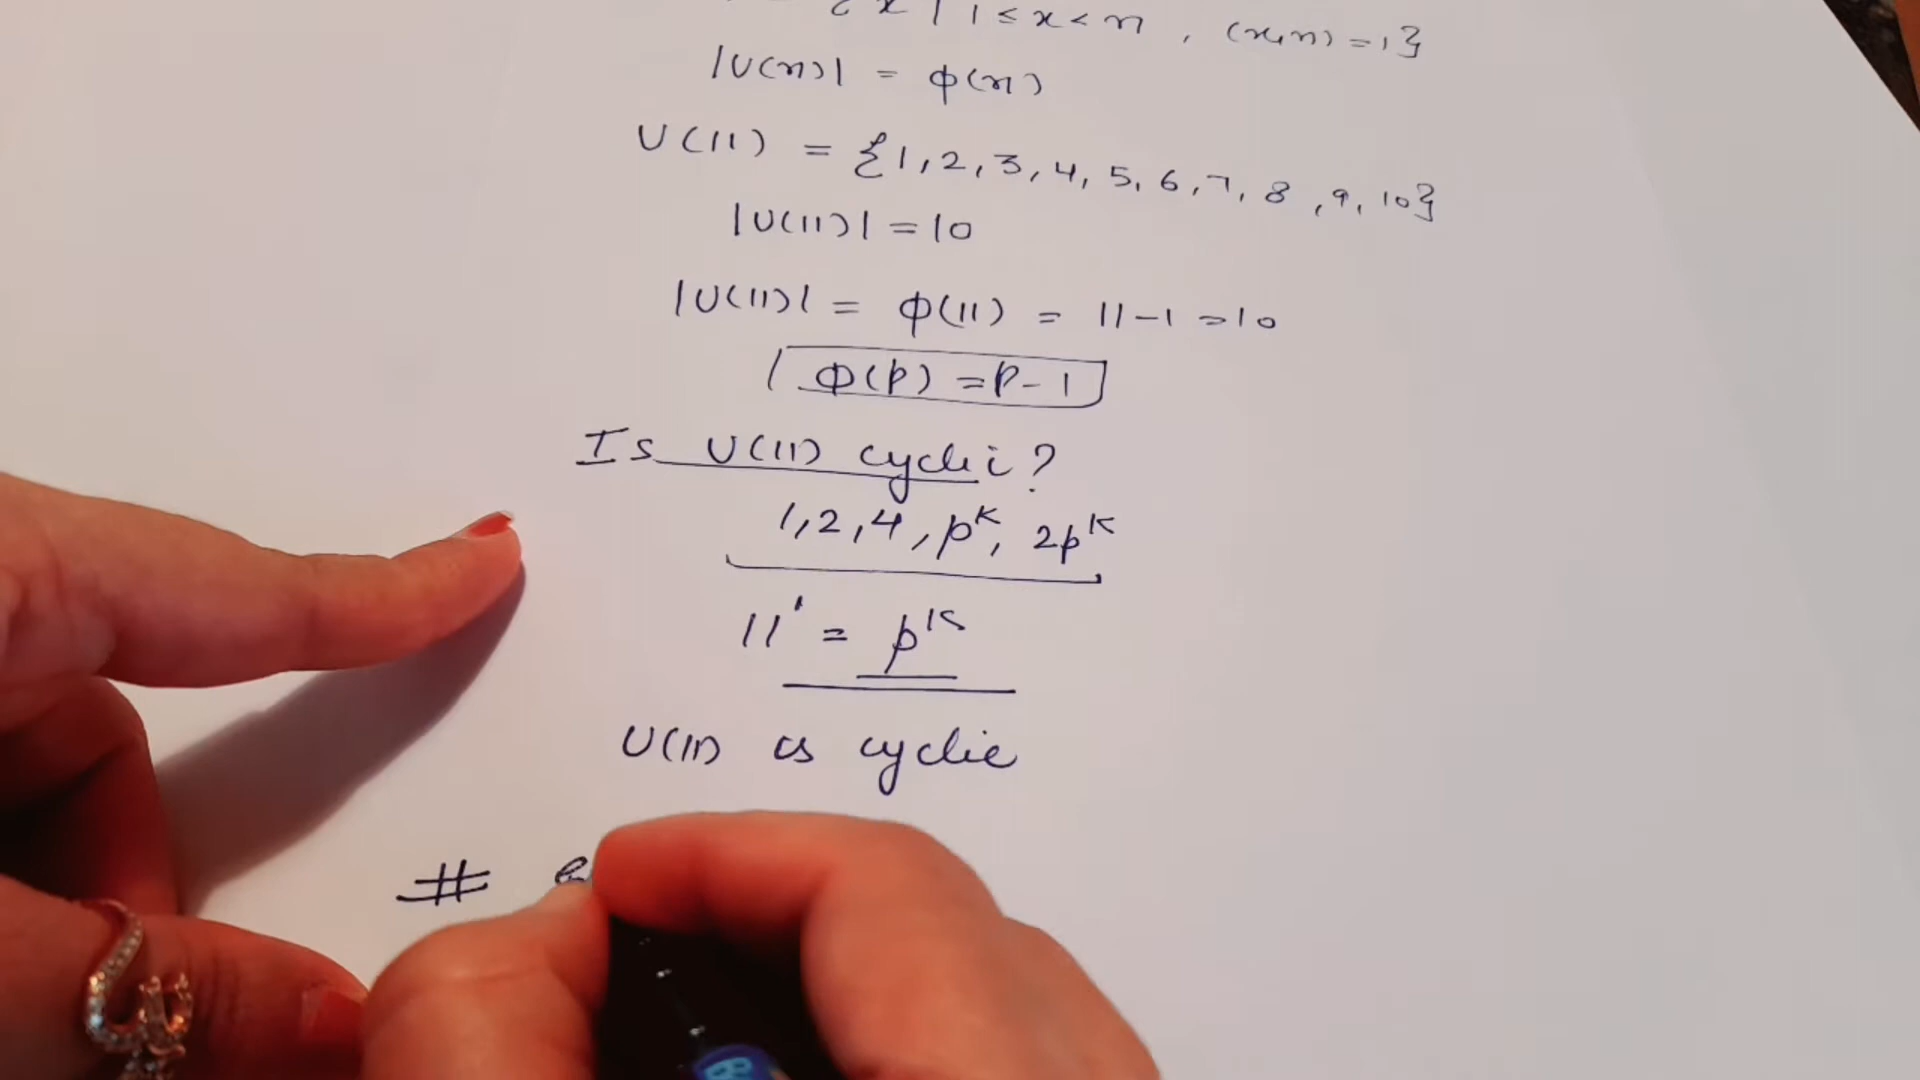 x | 1 ≤ x < n , (x,n) = 1}
|U(n)| = φ(n)
U(11) = {1, 2, 3, 4, 5, 6, 7, 8, 9, 10}
|U(11)| = 10
|U(11)| = φ(11) = 11-1 = 10
φ(p) = p-1
Is U(11) cyclic?
1, 2, 4, p^k, 2p^k
11^1 = p^k
U(11) is cyclic
#